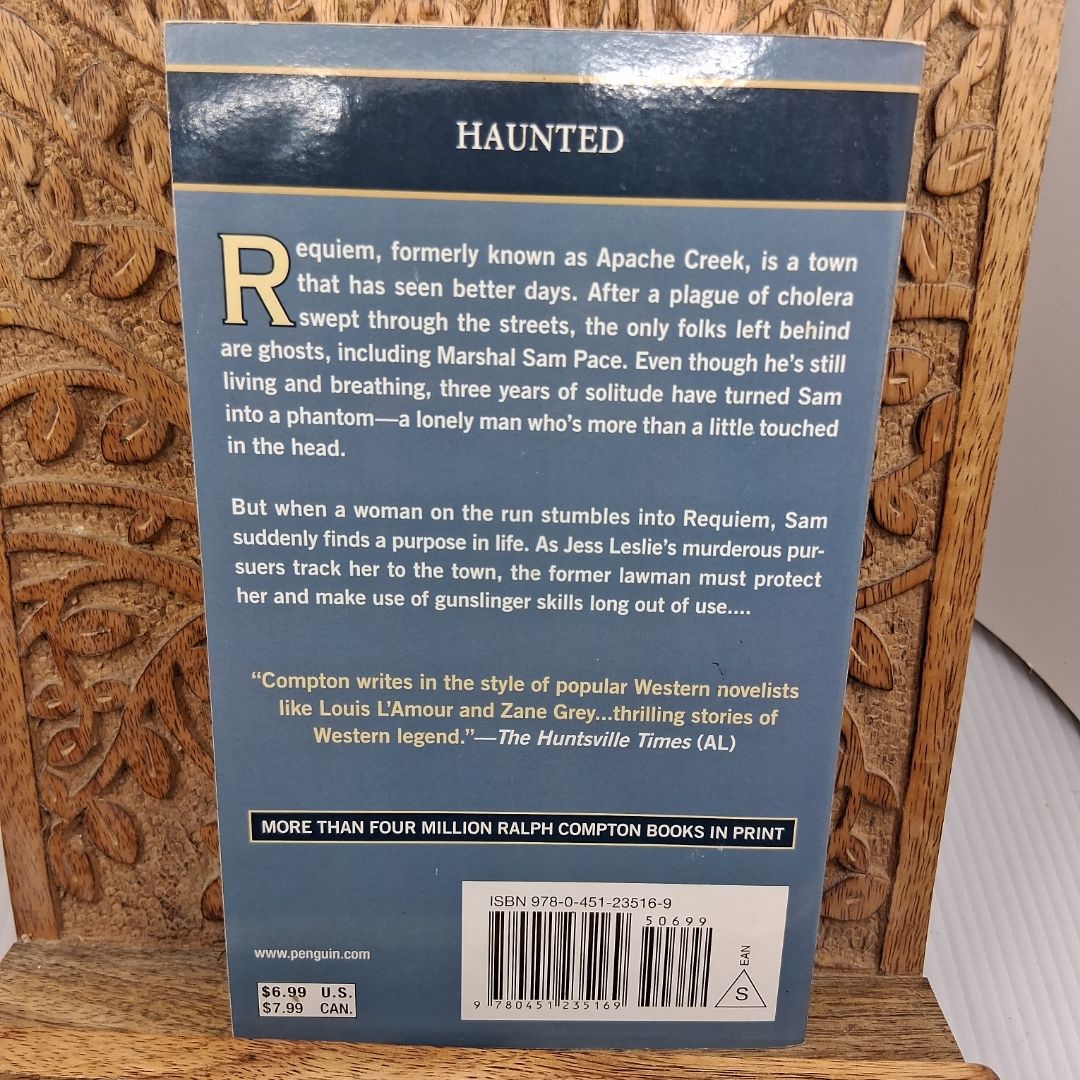 HAUNTED
Requiem, formerly known as Apache Creek, is a town
that has seen better days. After a plague of cholera
swept through the streets, the only folks left behind
are ghosts, including Marshal Sam Pace. Even though he's still
living and breathing, three years of solitude have turned Sam
into a phantom—a lonely man who's more than a little touched
in the head.
But when a woman on the run stumbles into Requiem, Sam
suddenly finds a purpose in life. As Jess Leslie's murderous pur-
suers track her to the town, the former lawman must protect
her and make use of gunslinger skills long out of use....
“Compton writes in the style of popular Western novelists
like Louis L'Amour and Zane Grey...thrilling stories of
Western legend.”—The Huntsville Times (AL)
MORE THAN FOUR MILLION RALPH COMPTON BOOKS IN PRINT
ISBN 978-0-451-23516-9
50699
9 780451 235169
EAN
S
www.penguin.com
$6.99 U.S.
$7.99 CAN.